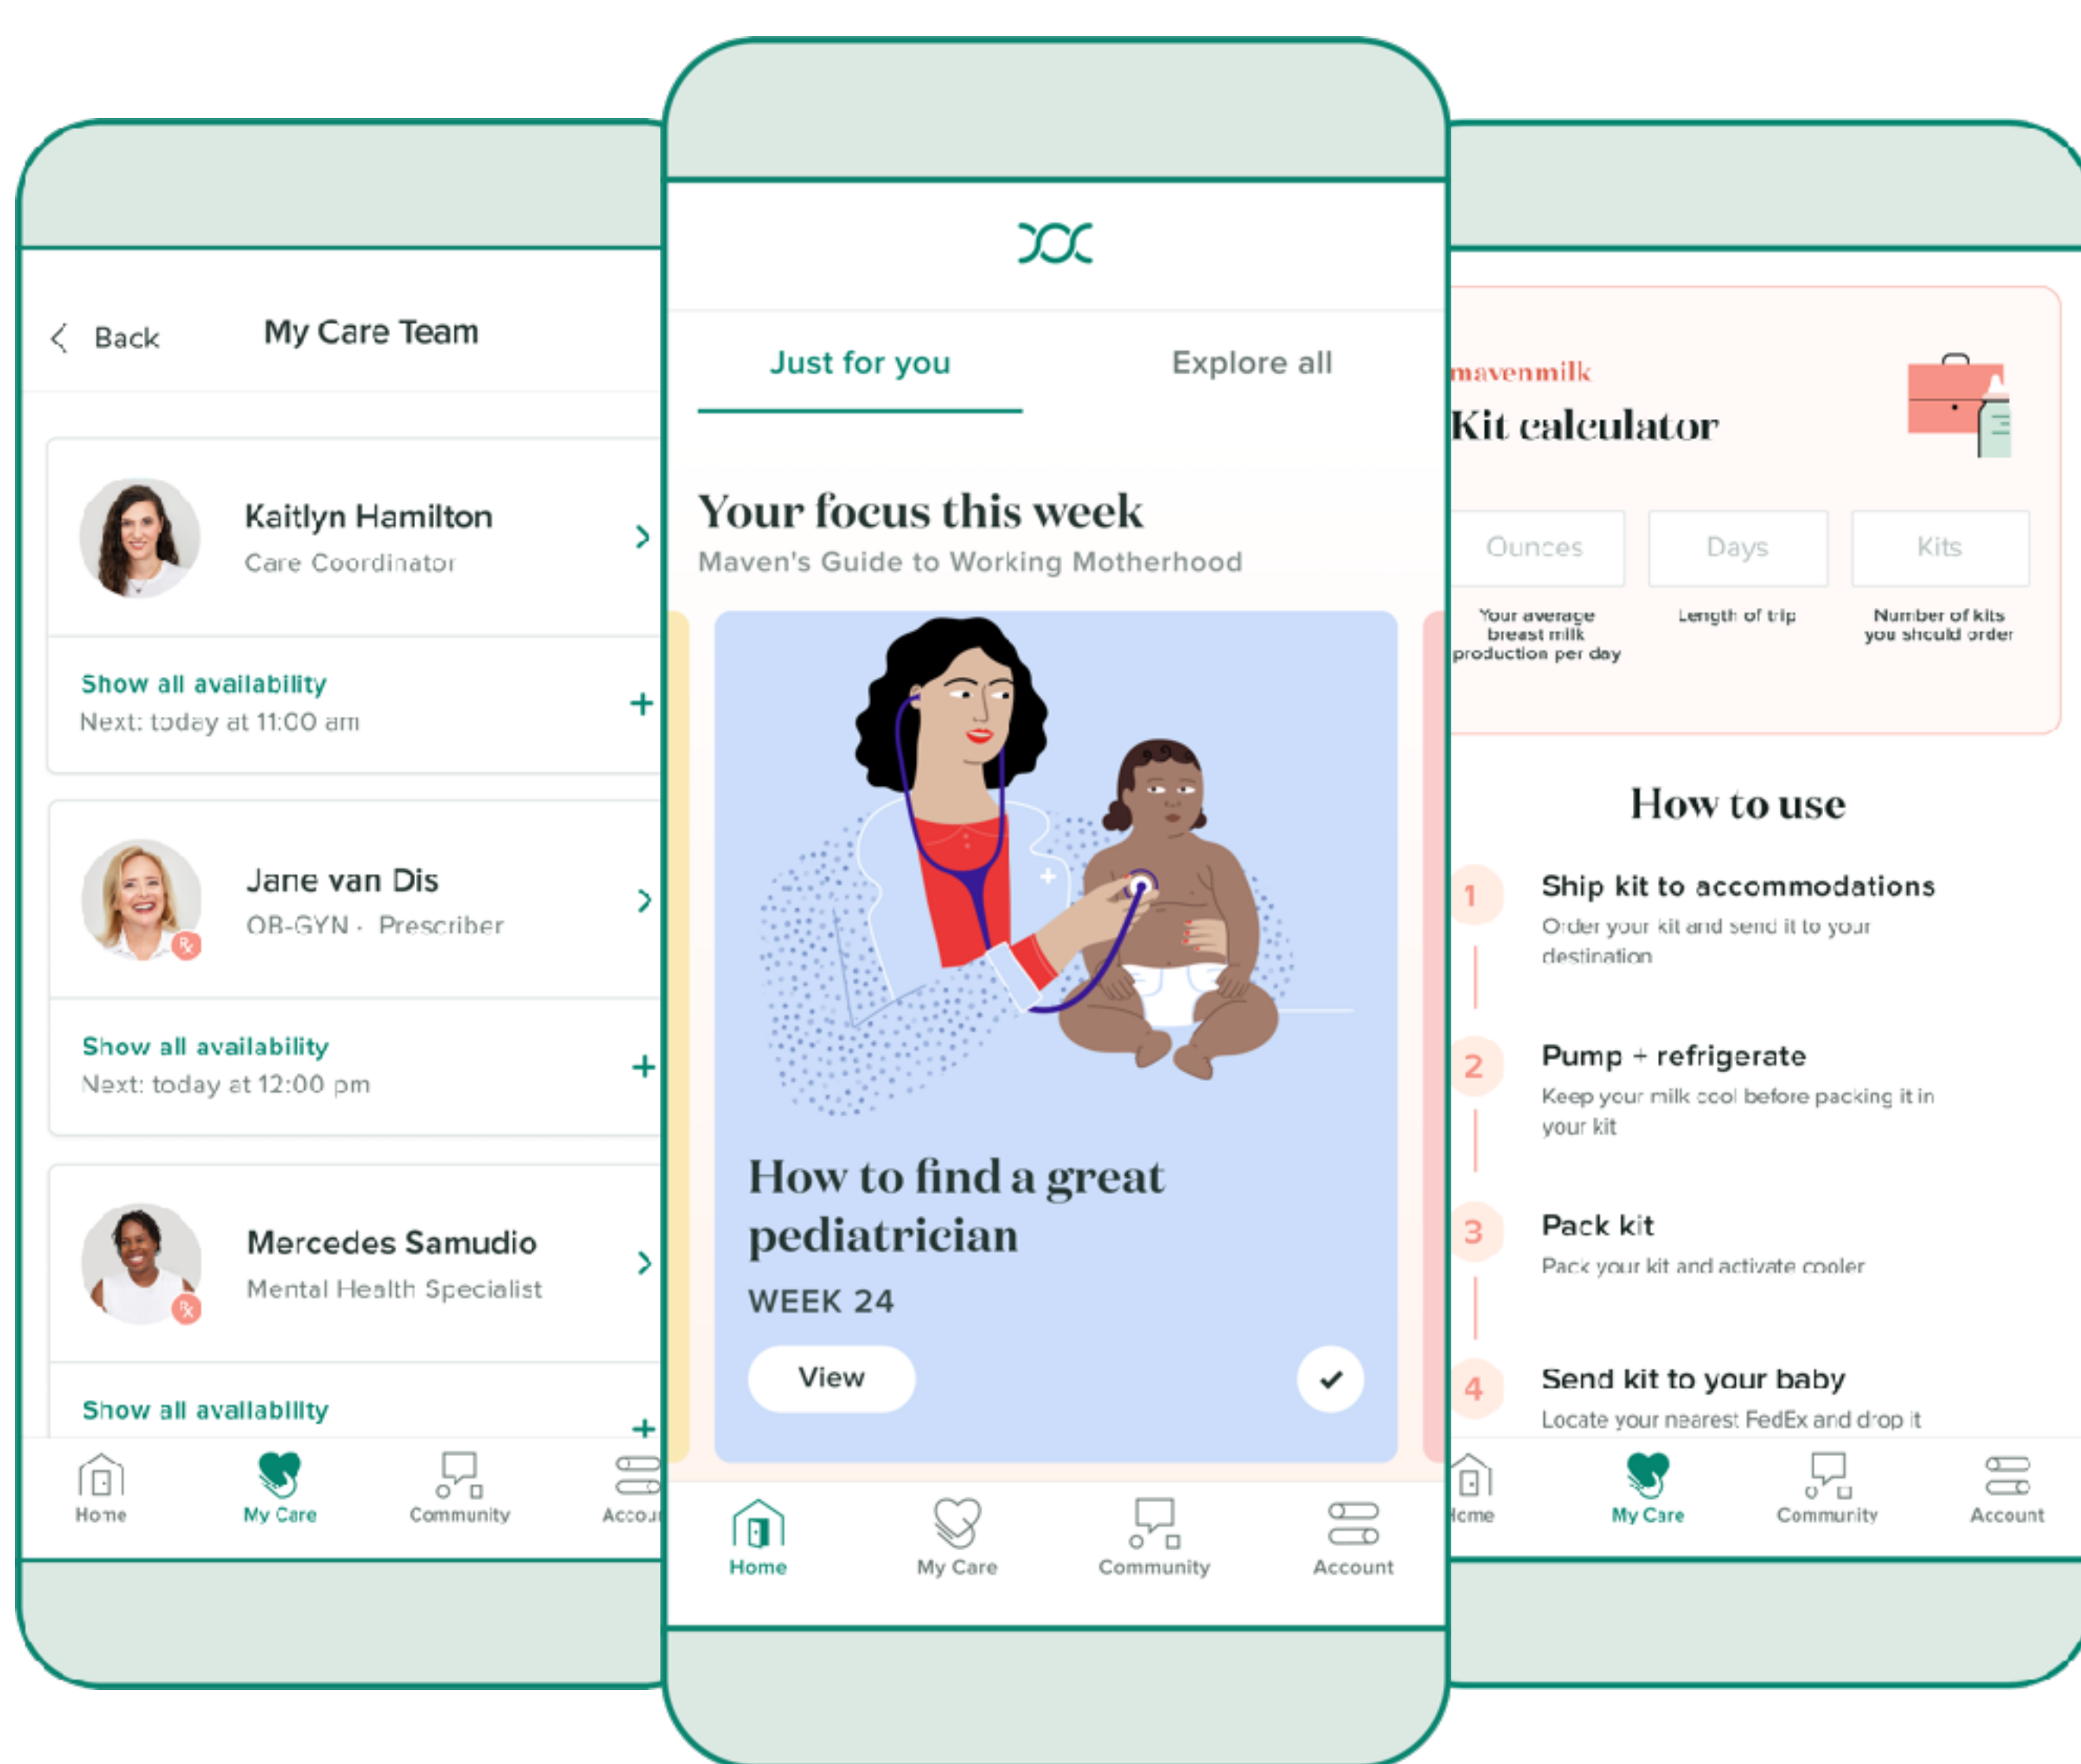 Back
My Care Team
Kaitlyn Hamilton
Care Coordinator
Show all availability
Next: today at 11:00 am
Jane van Dis
OB-GYN · Prescriber
Rx
Show all availability
Next: today at 12:00 pm
Mercedes Samudio
Mental Health Specialist
Rx
Show all availability
Home
My Care
Community
Accou
Just for you
Explore all
Your focus this week
Maven's Guide to Working Motherhood
How to find a great
pediatrician
WEEK 24
View
Home
My Care
Community
Account
mavenmilk
Kit calculator
Ounces
Days
Kits
Your average
breast milk
production per day
Length of trip
Number of kits
you should order
How to use
1
Ship kit to accommodations
Order your kit and send it to your
destination
2
Pump + refrigerate
Keep your milk cool before packing it in
your kit
3
Pack kit
Pack your kit and activate cooler
4
Send kit to your baby
Locate your nearest FedEx and drop it
Home
My Care
Community
Account